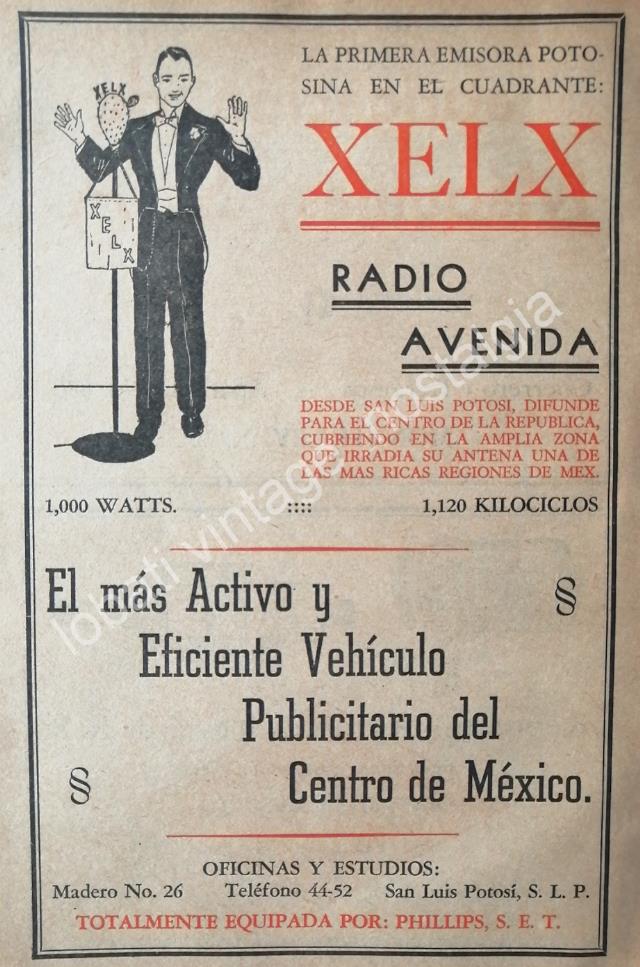 XELX
X
E
L
X
LA PRIMERA EMISORA POTO-
SINA EN EL CUADRANTE:
XELX
RADIO
AVENIDA
DESDE SAN LUIS POTOSI, DIFUNDE
PARA EL CENTRO DE LA REPUBLICA,
CUBRIENDO EN LA AMPLIA ZONA
QUE IRRADIA SU ANTENA UNA DE
LAS MAS RICAS REGIONES DE MEX.
1,000 WATTS. :::: 1,120 KILOCICLOS
El más Activo y §
Eficiente Vehículo
Publicitario del
§ Centro de México.
OFICINAS Y ESTUDIOS:
Madero No. 26 Teléfono 44-52 San Luis Potosí, S. L. P.
TOTALMENTE EQUIPADA POR: PHILLIPS, S. E. T.
loberti vintage nostalgia